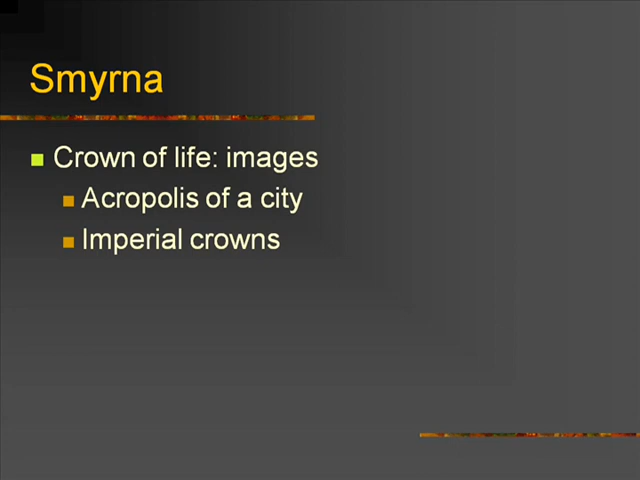 Smyrna
Crown of life: images
Acropolis of a city
Imperial crowns